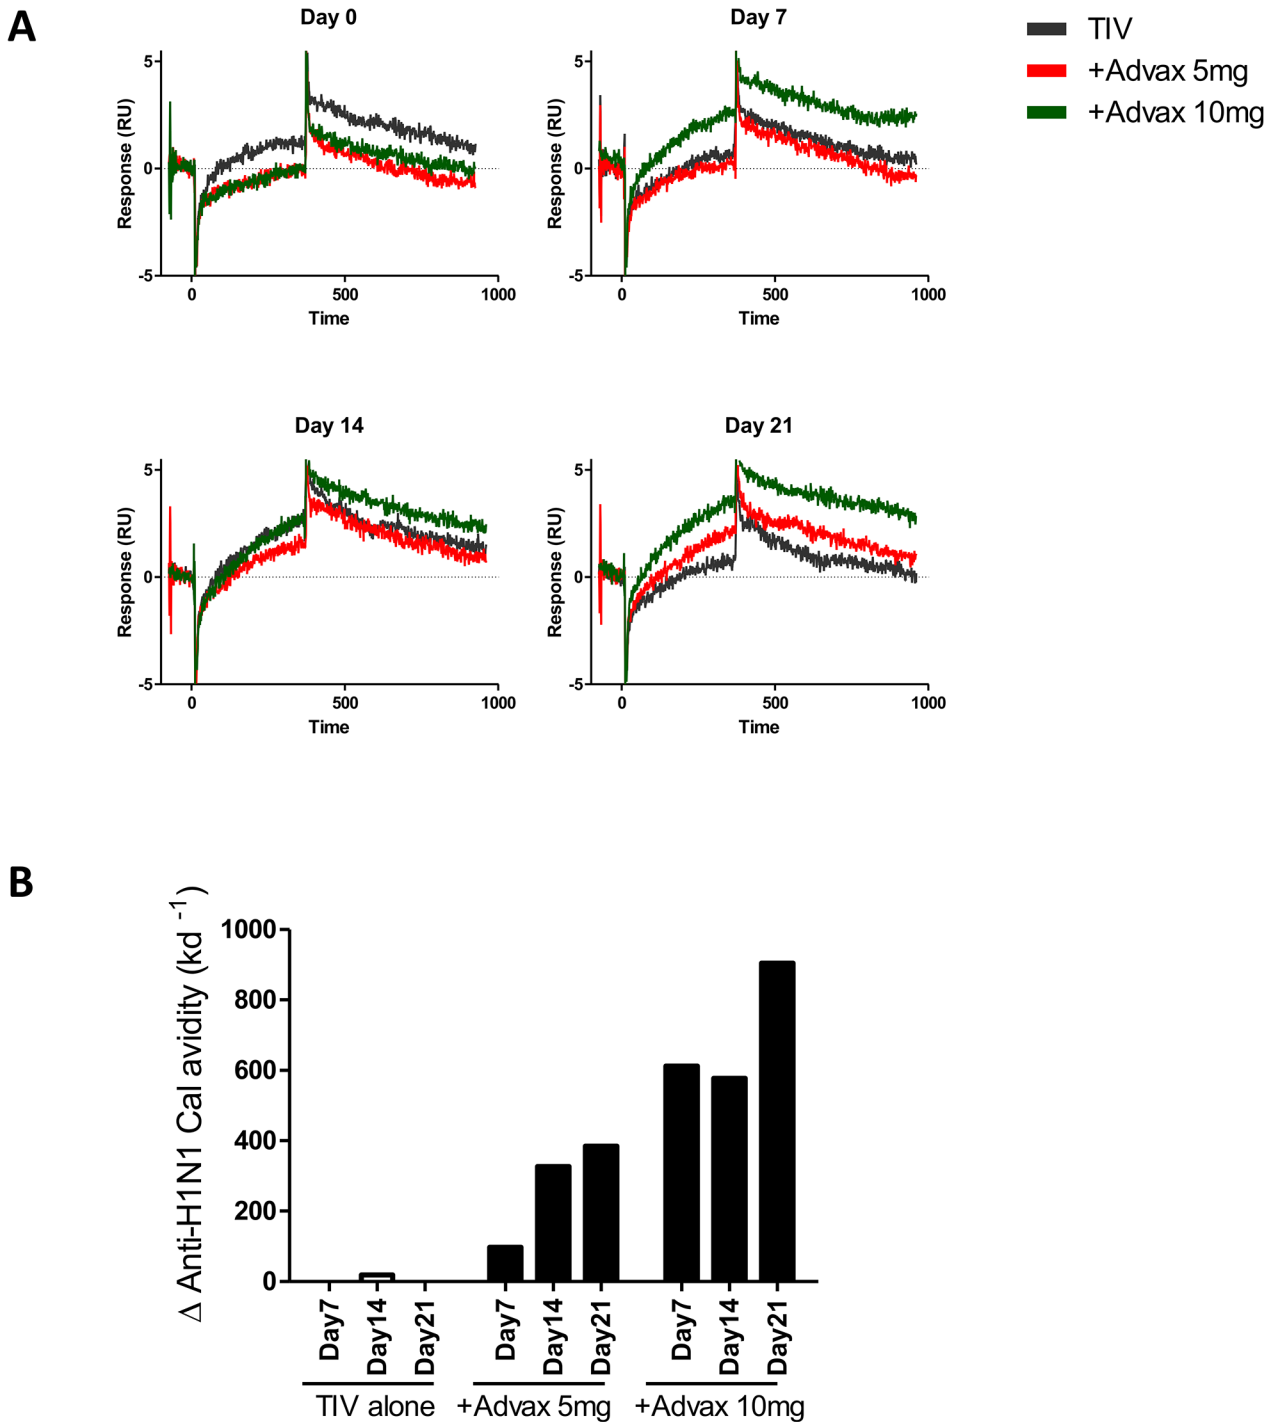 A
Day 0
Day 7
TIV
+Advax 5mg
+Advax 10mg
Response (RU)
5
0
-5
0 500 1000
Time
Response (RU)
5
0
-5
0 500 1000
Time
Day 14
Day 21
Response (RU)
5
0
-5
0 500 1000
Time
Response (RU)
5
0
-5
0 500 1000
Time
B
Δ Anti-H1N1 Cal avidity (kd -1)
1000
800
600
400
200
0
Day7 Day14 Day21 Day7 Day14 Day21 Day7 Day14 Day21
TIV alone +Advax 5mg +Advax 10mg